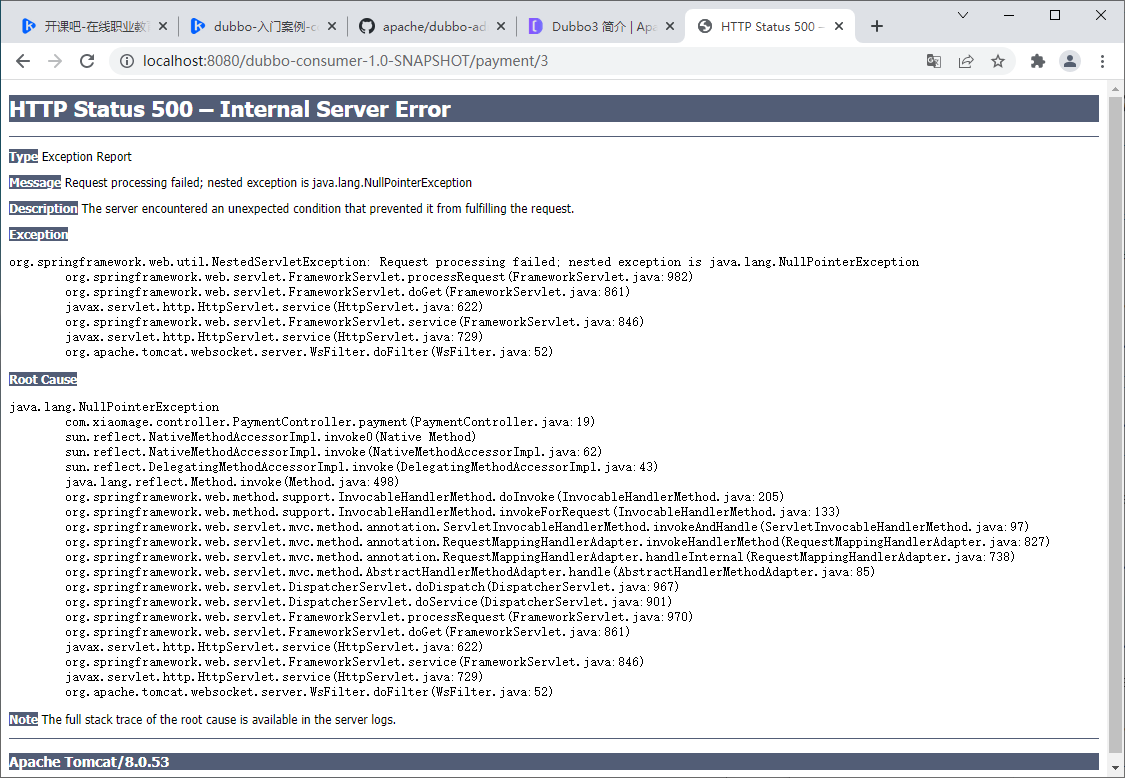 开课吧-在线职业教 dubbo-入门案例-c apache/dubbo-ad Dubbo3 简介 | Apa HTTP Status 500 –
localhost:8080/dubbo-consumer-1.0-SNAPSHOT/payment/3
HTTP Status 500 – Internal Server Error
Type Exception Report
Message Request processing failed; nested exception is java.lang.NullPointerException
Description The server encountered an unexpected condition that prevented it from fulfilling the request.
Exception
org.springframework.web.util.NestedServletException: Request processing failed; nested exception is java.lang.NullPointerException
org.springframework.web.servlet.FrameworkServlet.processRequest(FrameworkServlet.java:982)
org.springframework.web.servlet.FrameworkServlet.doGet(FrameworkServlet.java:861)
javax.servlet.http.HttpServlet.service(HttpServlet.java:622)
org.springframework.web.servlet.FrameworkServlet.service(FrameworkServlet.java:846)
javax.servlet.http.HttpServlet.service(HttpServlet.java:729)
org.apache.tomcat.websocket.server.WsFilter.doFilter(WsFilter.java:52)
Root Cause
java.lang.NullPointerException
com.xiaomage.controller.PaymentController.payment(PaymentController.java:19)
sun.reflect.NativeMethodAccessorImpl.invoke0(Native Method)
sun.reflect.NativeMethodAccessorImpl.invoke(NativeMethodAccessorImpl.java:62)
sun.reflect.DelegatingMethodAccessorImpl.invoke(DelegatingMethodAccessorImpl.java:43)
java.lang.reflect.Method.invoke(Method.java:498)
org.springframework.web.method.support.InvocableHandlerMethod.doInvoke(InvocableHandlerMethod.java:205)
org.springframework.web.method.support.InvocableHandlerMethod.invokeForRequest(InvocableHandlerMethod.java:133)
org.springframework.web.servlet.mvc.method.annotation.ServletInvocableHandlerMethod.invokeAndHandle(ServletInvocableHandlerMethod.java:97)
org.springframework.web.servlet.mvc.method.annotation.RequestMappingHandlerAdapter.invokeHandlerMethod(RequestMappingHandlerAdapter.java:827)
org.springframework.web.servlet.mvc.method.annotation.RequestMappingHandlerAdapter.handleInternal(RequestMappingHandlerAdapter.java:738)
org.springframework.web.servlet.mvc.method.AbstractHandlerMethodAdapter.handle(AbstractHandlerMethodAdapter.java:85)
org.springframework.web.servlet.DispatcherServlet.doDispatch(DispatcherServlet.java:967)
org.springframework.web.servlet.DispatcherServlet.doService(DispatcherServlet.java:901)
org.springframework.web.servlet.FrameworkServlet.processRequest(FrameworkServlet.java:970)
org.springframework.web.servlet.FrameworkServlet.doGet(FrameworkServlet.java:861)
javax.servlet.http.HttpServlet.service(HttpServlet.java:622)
org.springframework.web.servlet.FrameworkServlet.service(FrameworkServlet.java:846)
javax.servlet.http.HttpServlet.service(HttpServlet.java:729)
org.apache.tomcat.websocket.server.WsFilter.doFilter(WsFilter.java:52)
Note The full stack trace of the root cause is available in the server logs.
Apache Tomcat/8.0.53